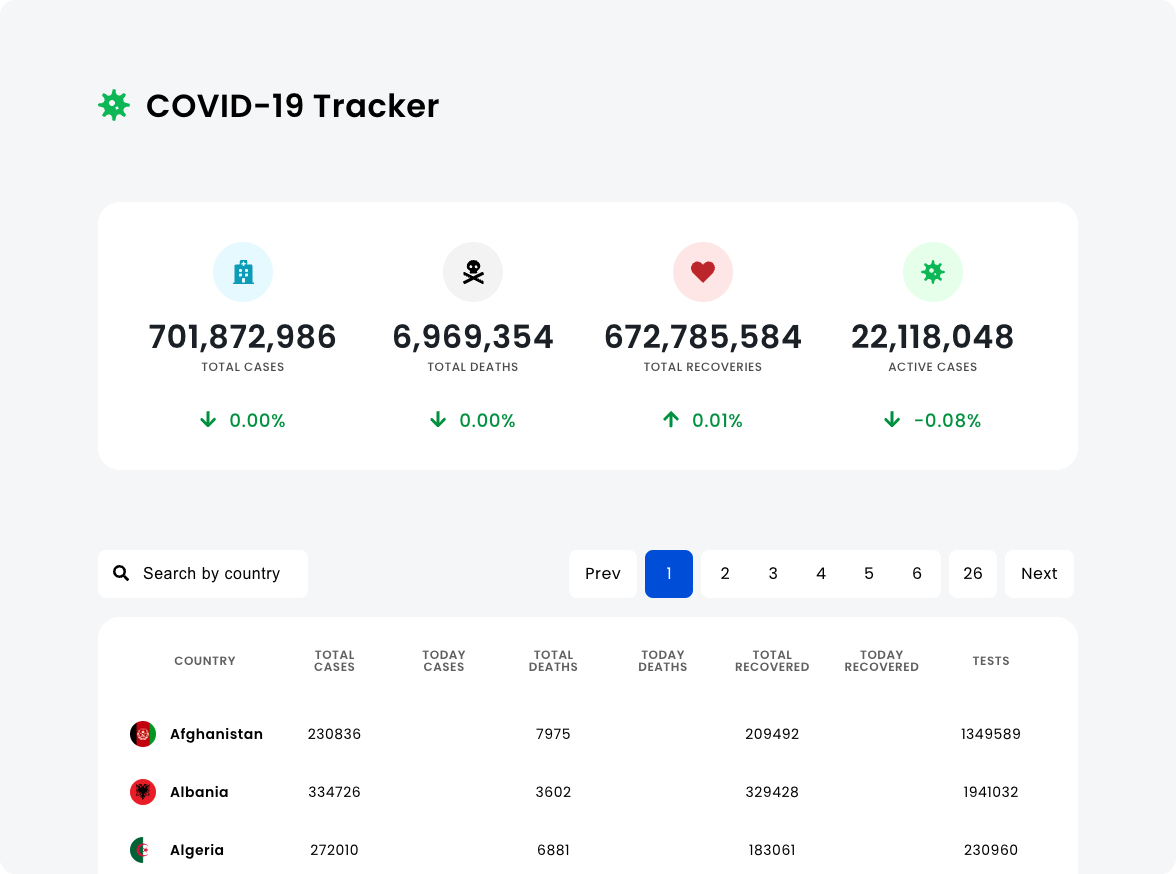 COVID-19 Tracker
701,872,986 6,969,354 672,785,584 22,118,048
TOTAL CASES TOTAL DEATHS TOTAL RECOVERIES ACTIVE CASES
0.00% 0.00% 0.01% -0.08%
Search by country Prev 1 2 3 4 5 6 26 Next
COUNTRY TOTAL CASES TODAY CASES TOTAL DEATHS TODAY DEATHS TOTAL RECOVERED TODAY RECOVERED TESTS
Afghanistan 230836 7975 209492 1349589
Albania 334726 3602 329428 1941032
Algeria 272010 6881 183061 230960